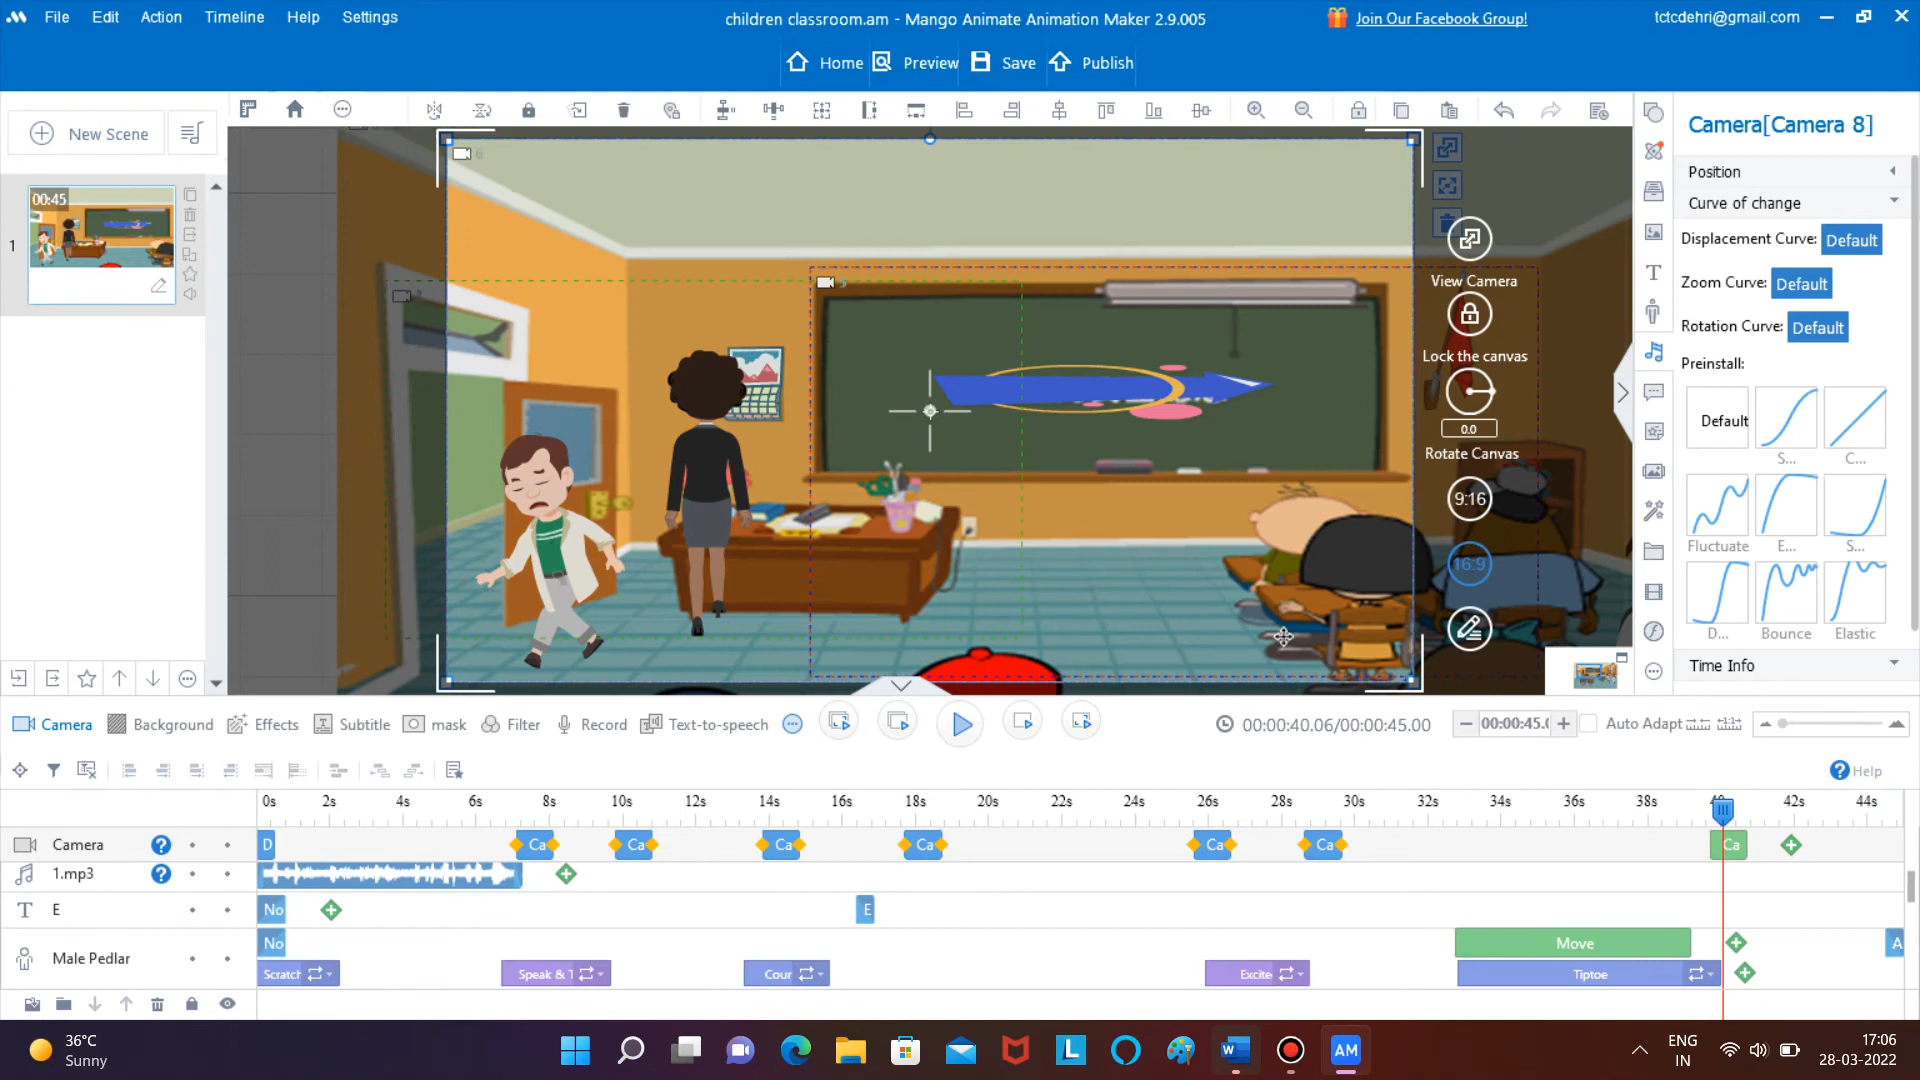 File Edit Action Timeline Help Settings
children classroom.am - Mango Animate Animation Maker 2.9.005
Join Our Facebook Group!
tctcdehri@gmail.com
Home Preview Save Publish
New Scene
Camera[Camera 8]
Position
Curve of change
Displacement Curve: Default
Zoom Curve: Default
Rotation Curve: Default
Preinstall:
Default S... C...
Fluctuate E... S...
D... Bounce Elastic
Time Info
1
00:45
6
View Camera
Lock the canvas
0.0
Rotate Canvas
9:16
16:9
Camera Background Effects Subtitle mask Filter Record Text-to-speech
00:00:40.06/00:00:45.00
00:00:45.0
Auto Adapt
Help
0s 2s 4s 6s 8s 10s 12s 14s 16s 18s 20s 22s 24s 26s 28s 30s 32s 34s 36s 38s 42s 44s
Camera D Ca Ca Ca Ca Ca Ca Ca
1.mp3
E No E
No Move A
Male Pedlar
Scratch Speak & T Cour Excite Tiptoe
36°C
Sunny
AM
ENG
IN
17:06
28-03-2022